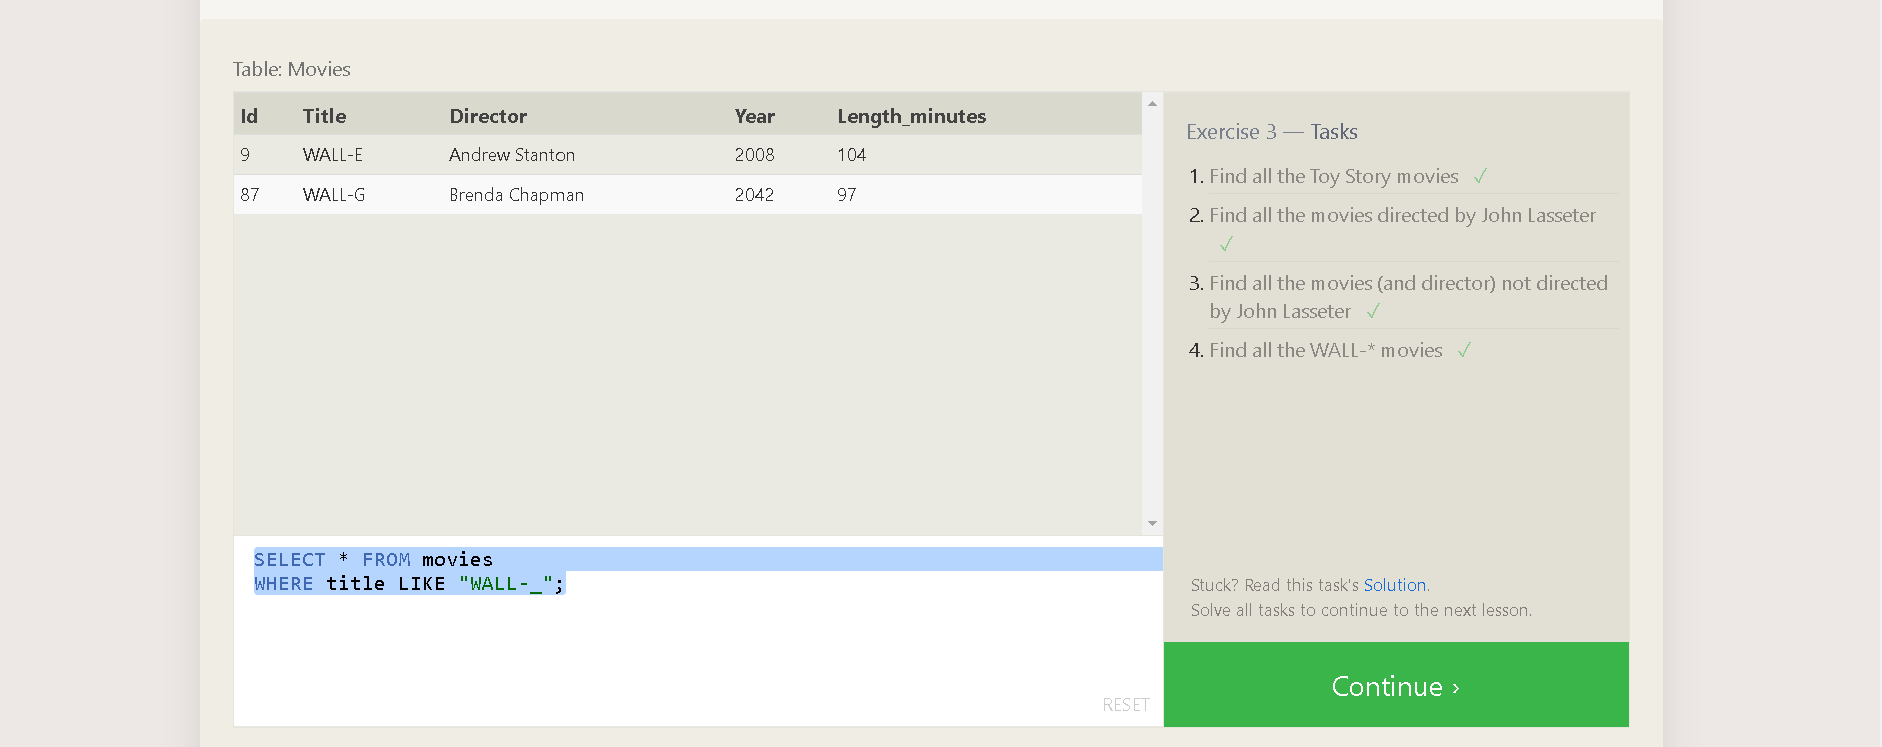 Table: Movies
Id Title Director Year Length_minutes
9 WALL-E Andrew Stanton 2008 104
87 WALL-G Brenda Chapman 2042 97
SELECT * FROM movies
WHERE title LIKE "WALL-_";
RESET
Exercise 3 — Tasks
1. Find all the Toy Story movies ✓
2. Find all the movies directed by John Lasseter
✓
3. Find all the movies (and director) not directed
by John Lasseter ✓
4. Find all the WALL-* movies ✓
Stuck? Read this task's Solution.
Solve all tasks to continue to the next lesson.
Continue ›